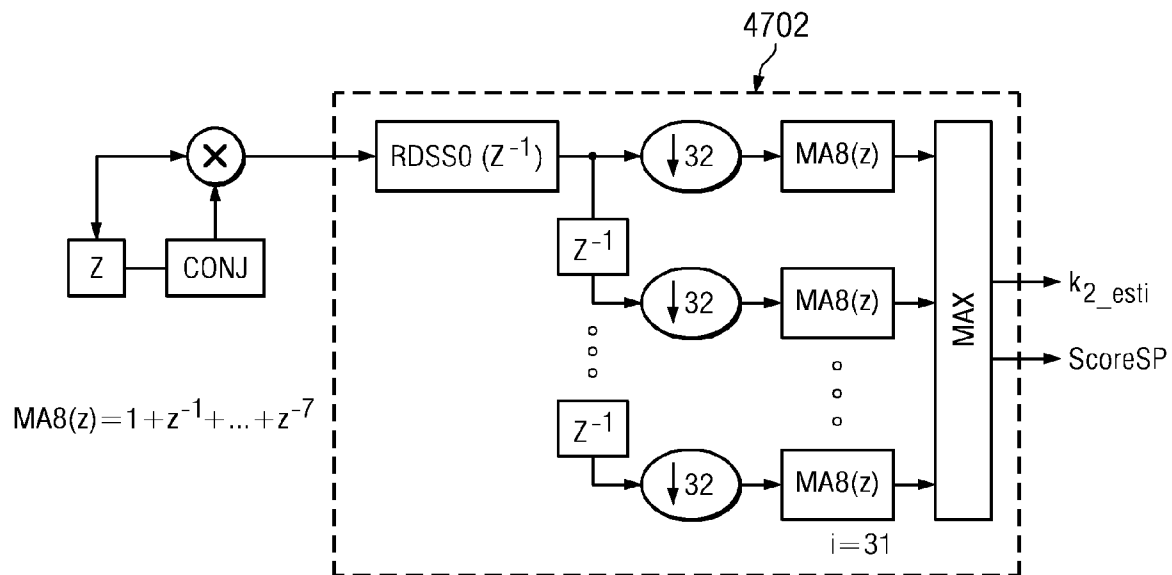 4702
×
RDSS0 (Z⁻¹)
↓ 32
MA8(z)
Z
CONJ
Z⁻¹
↓ 32
MA8(z)
MAX
k₂_esti
ScoreSP
MA8(z)=1+z⁻¹+...+z⁻⁷
Z⁻¹
↓ 32
MA8(z)
i=31